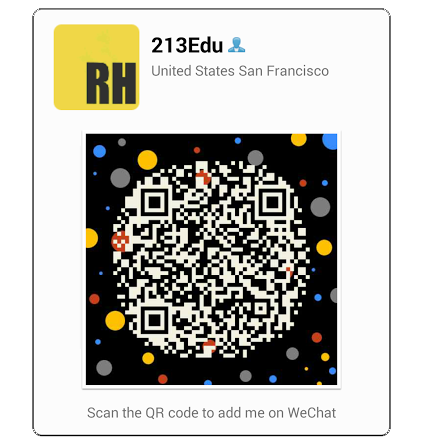 RH
213Edu
United States San Francisco
Scan the QR code to add me on WeChat